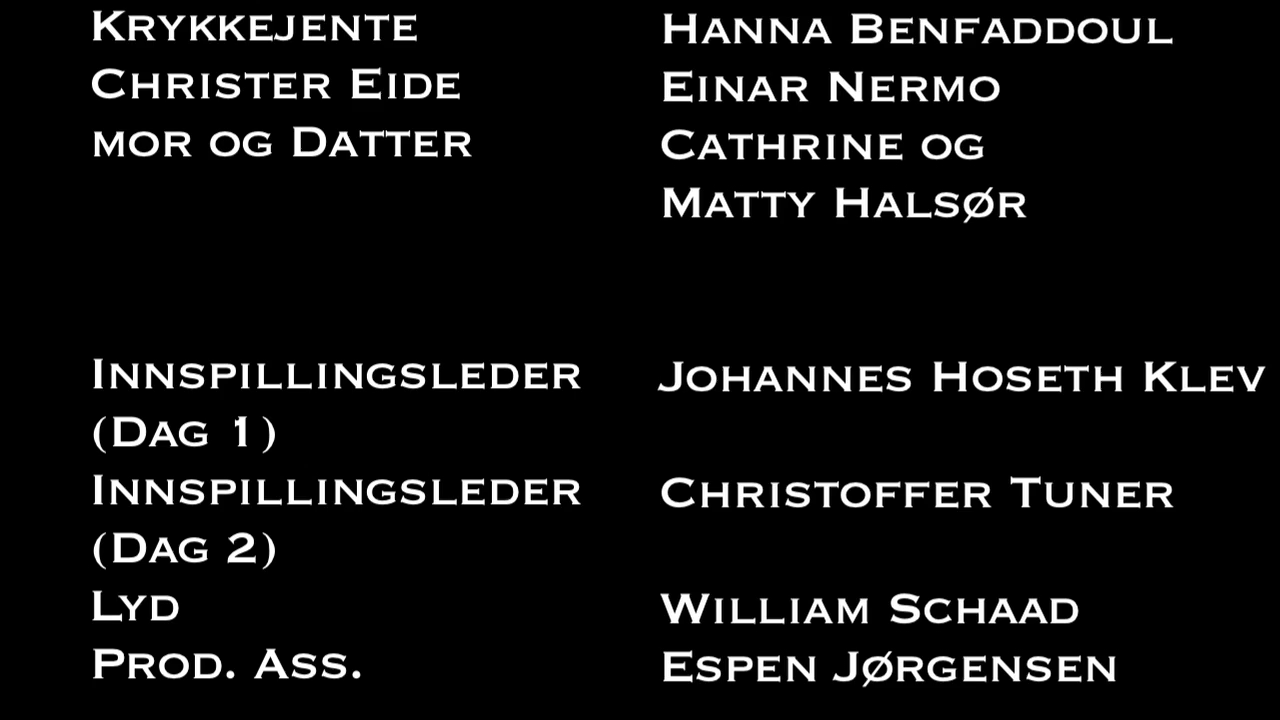 Krykkejente Hanna Benfaddoul
Christer Eide Einar Nermo
mor og Datter Cathrine og
Matty Halsør
Innspillingsleder Johannes Hoseth Klev
(Dag 1)
Innspillingsleder Christoffer Tuner
(Dag 2)
Lyd William Schaad
Prod. Ass. Espen Jørgensen